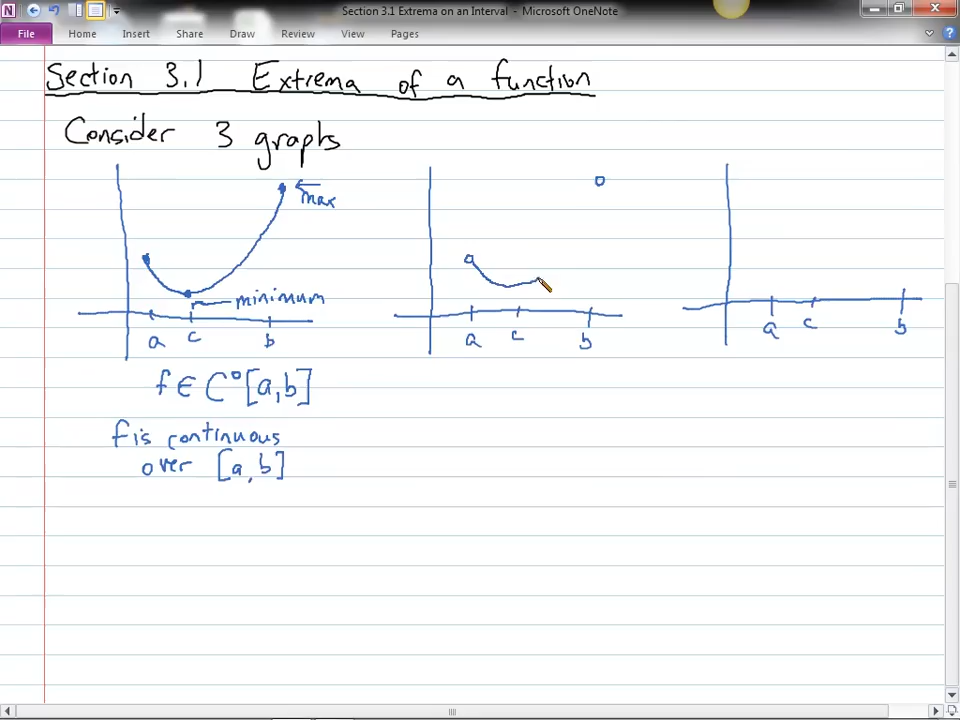 Section 3.1 Extrema on an Interval - Microsoft OneNote
File Home Insert Share Draw Review View Pages
Section 3.1 Extrema of a function
Consider 3 graphs
max
minimum
a c b
a c b
a c b
f ∈ C⁰[a,b]
f is continuous
over [a,b]